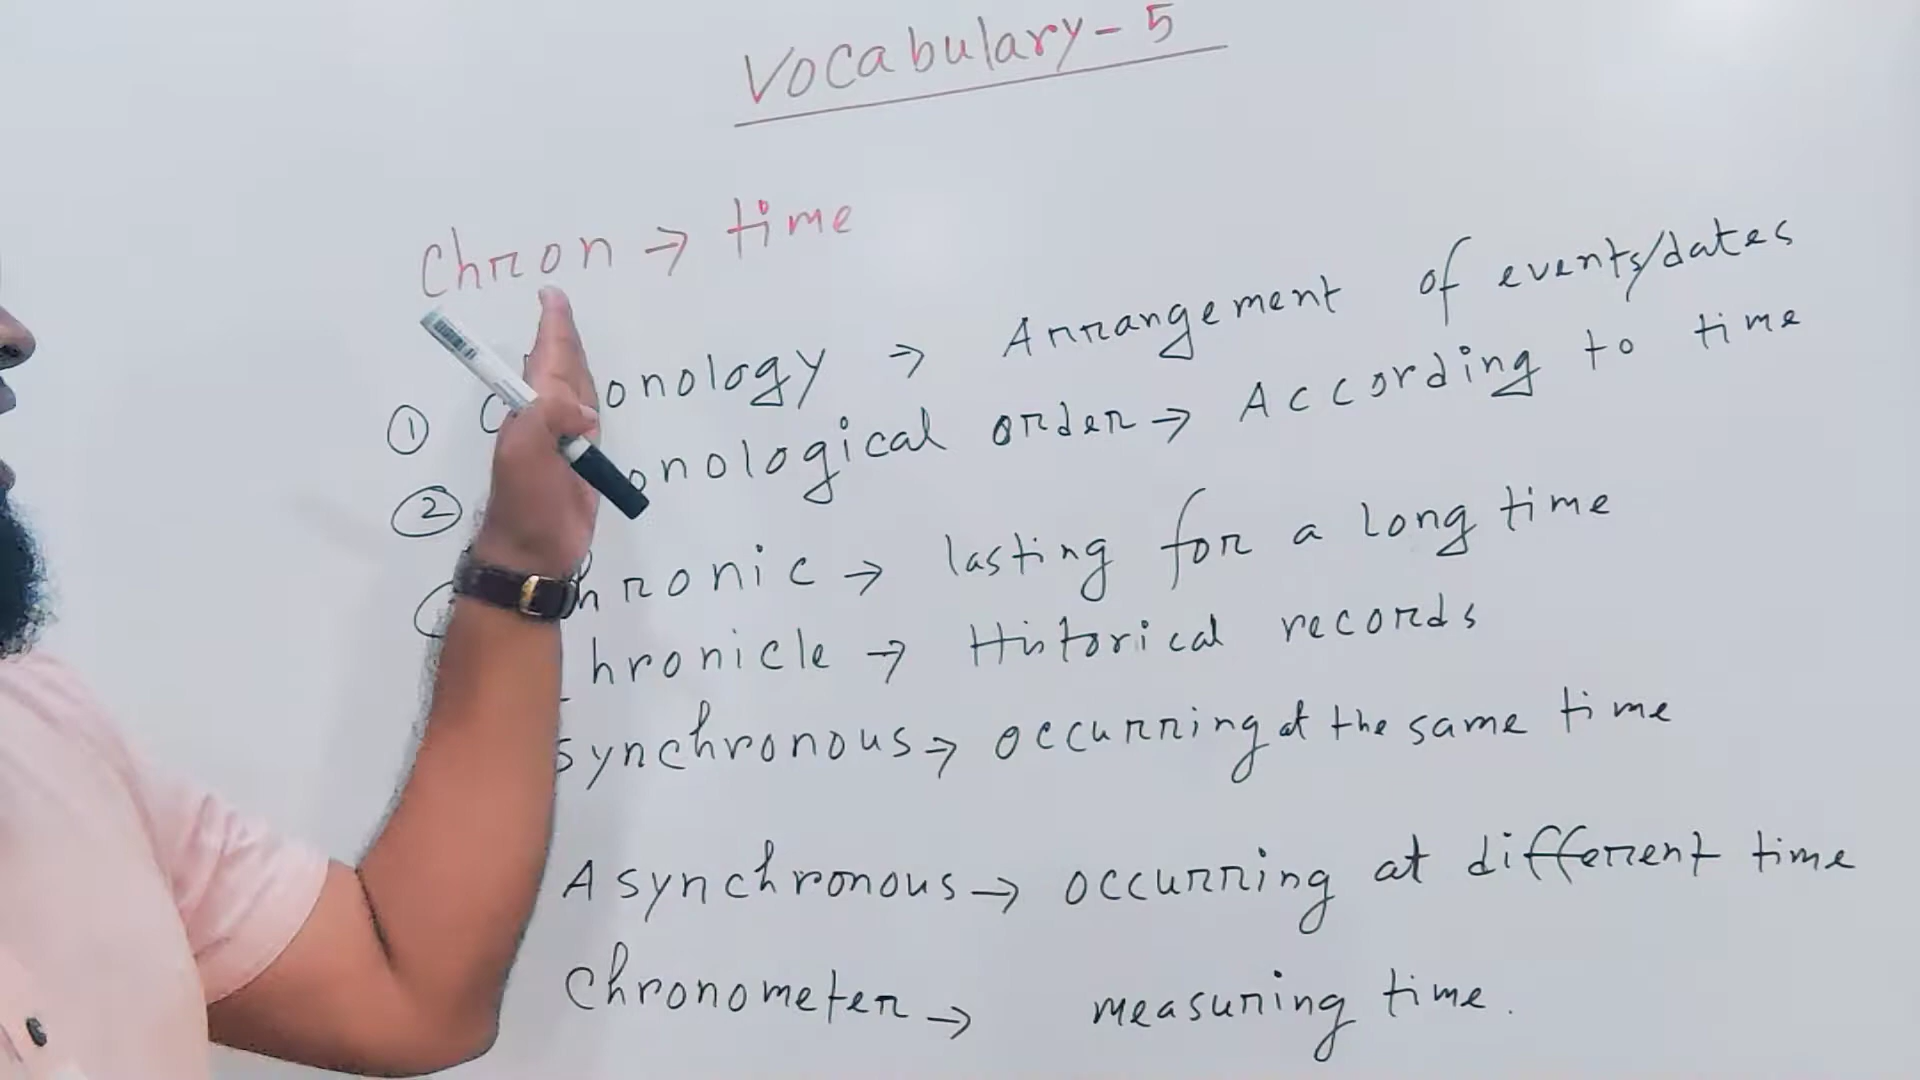 Vocabulary - 5
Chron → time
① C onology → Arrangement of events/dates
② onological order → According to time
hronic → lasting for a long time
hronicle → Historical records
Synchronous → occurring at the same time
Asynchronous → occurring at different time
Chronometer → measuring time.